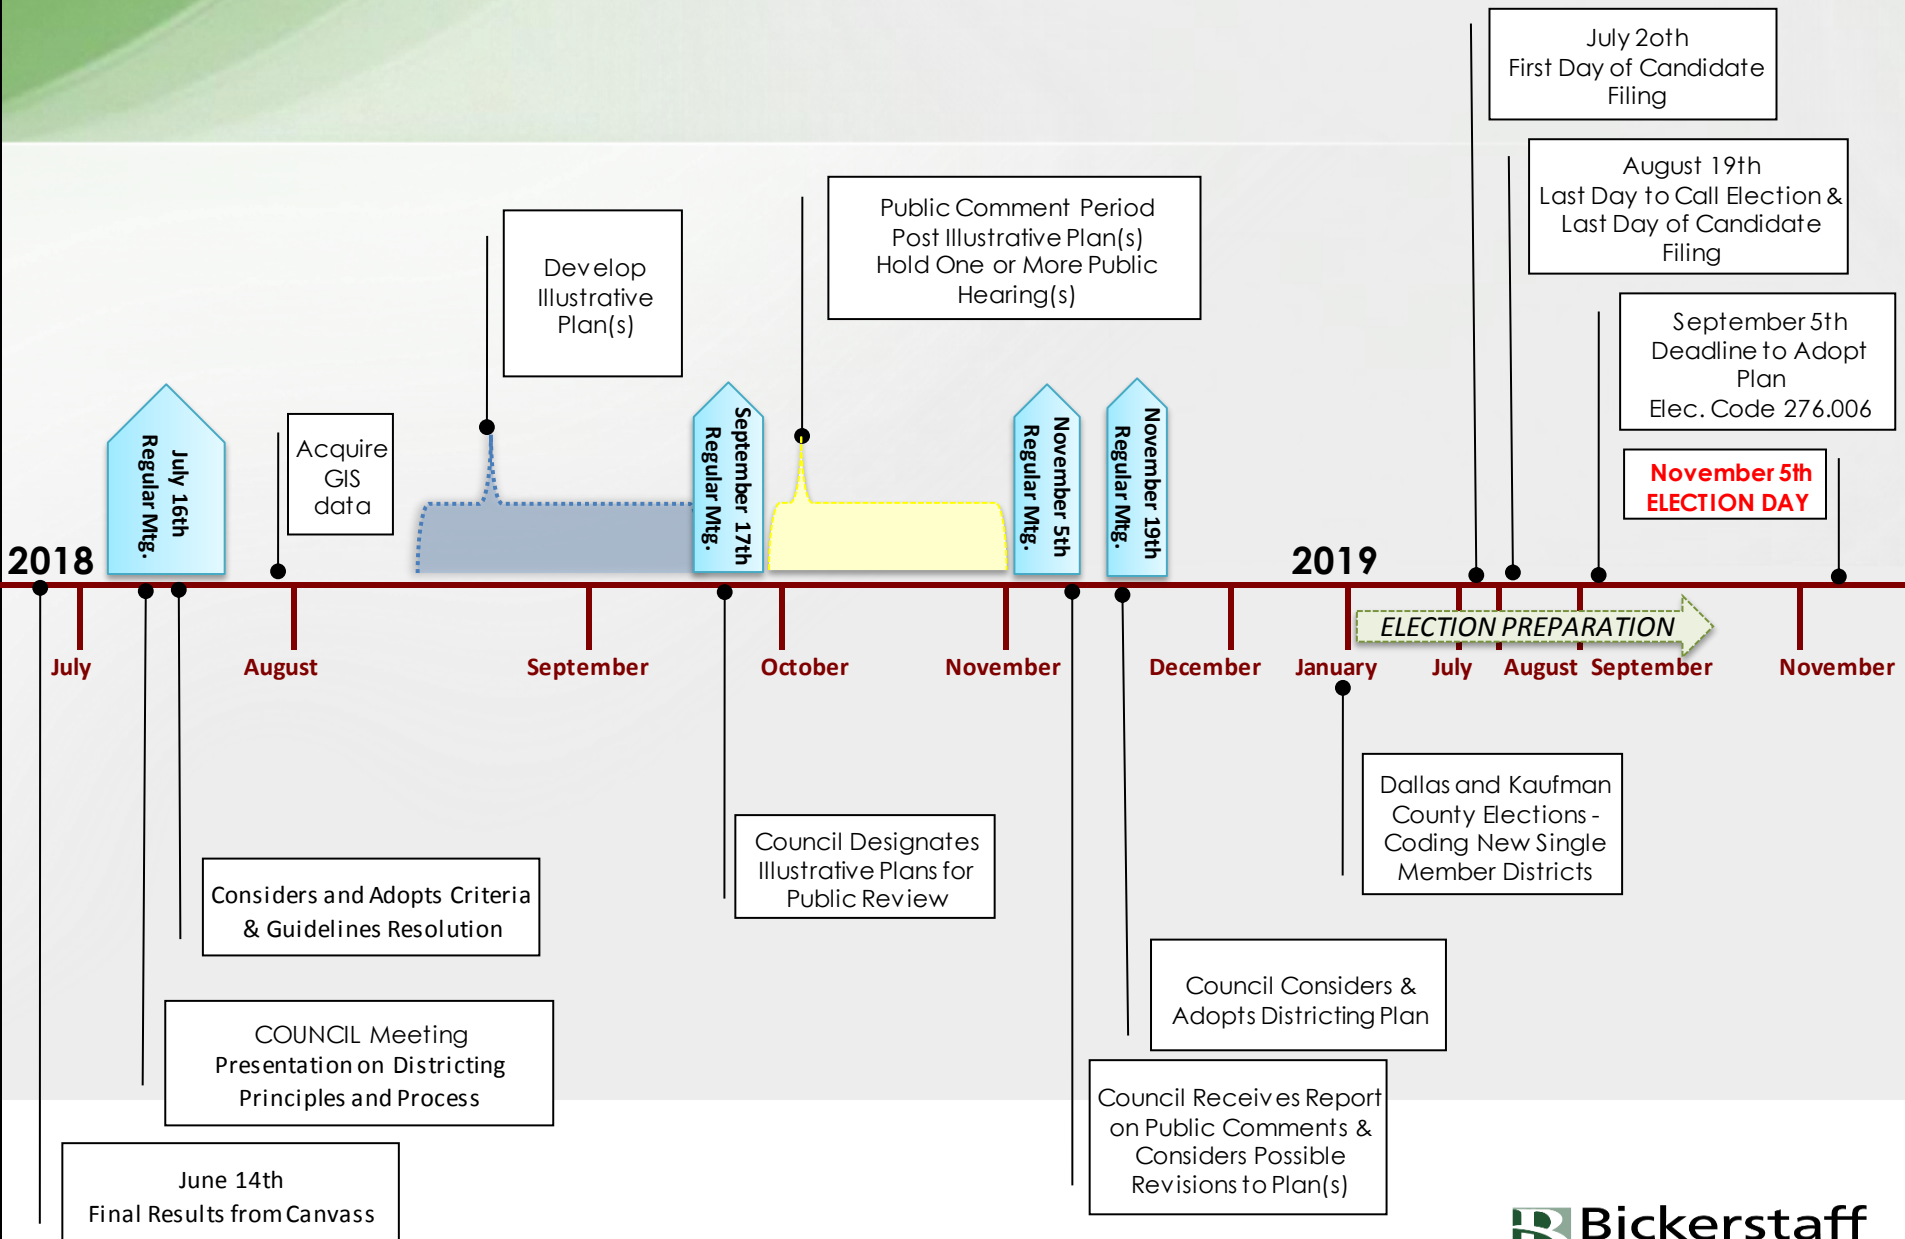 July 2oth
First Day of Candidate
Filing
August 19th
Last Day to Call Election &
Last Day of Candidate
Filing
Public Comment Period
Post Illustrative Plan(s)
Hold One or More Public
Hearing(s)
Develop
Illustrative
Plan(s)
September 5th
Deadline to Adopt
Plan
Elec. Code 276.006
November 5th
ELECTION DAY
July 16th
Regular Mtg.
Acquire
GIS
data
September 17th
Regular Mtg.
November 5th
Regular Mtg.
November 19th
Regular Mtg.
2018
2019
ELECTION PREPARATION
July
August
September
October
November
December
January
July
August
September
November
Dallas and Kaufman
County Elections -
Coding New Single
Member Districts
Council Designates
Illustrative Plans for
Public Review
Considers and Adopts Criteria
& Guidelines Resolution
Council Considers &
Adopts Districting Plan
COUNCIL Meeting
Presentation on Districting
Principles and Process
Council Receives Report
on Public Comments &
Considers Possible
Revisions to Plan(s)
June 14th
Final Results from Canvass
Bickerstaff